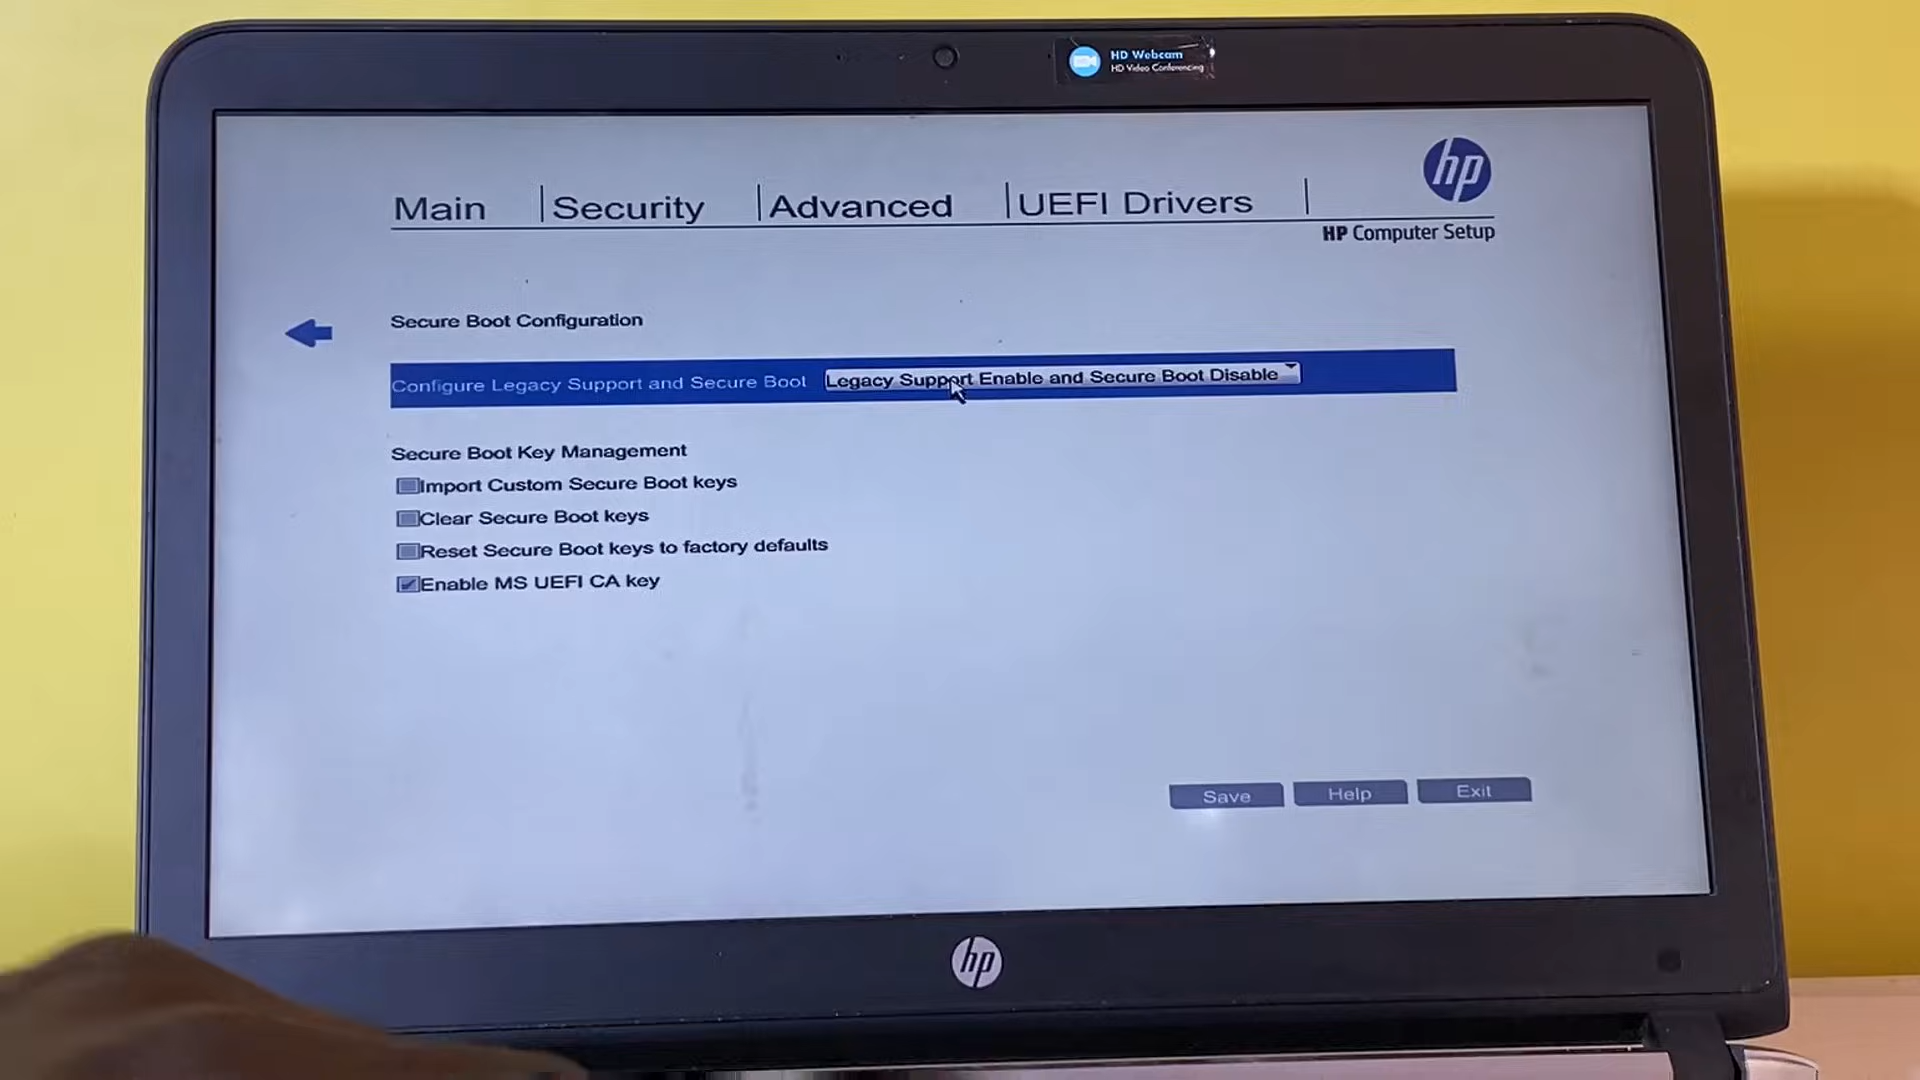 HD Webcam
HD Video Conferencing
hp
Main Security Advanced UEFI Drivers
HP Computer Setup
Secure Boot Configuration
Configure Legacy Support and Secure Boot Legacy Support Enable and Secure Boot Disable
Secure Boot Key Management
Import Custom Secure Boot keys
Clear Secure Boot keys
Reset Secure Boot keys to factory defaults
Enable MS UEFI CA key
Save Help Exit
hp